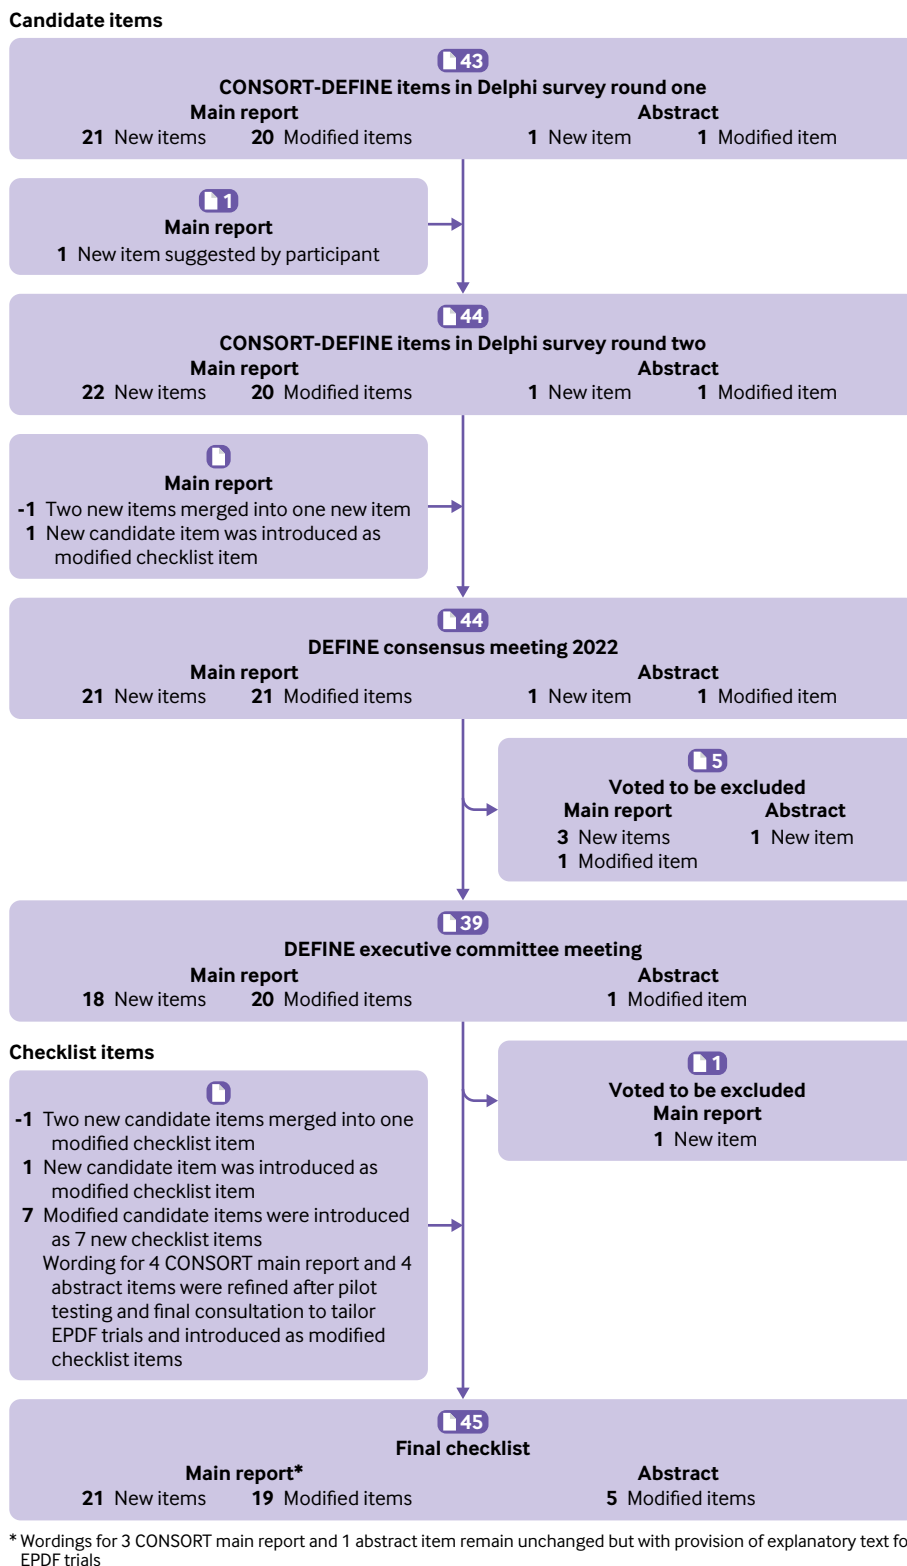 Candidate items
43
CONSORT-DEFINE items in Delphi survey round one
Main report Abstract
21 New items 20 Modified items 1 New item 1 Modified item
1
Main report
1 New item suggested by participant
44
CONSORT-DEFINE items in Delphi survey round two
Main report Abstract
22 New items 20 Modified items 1 New item 1 Modified item
Main report
-1 Two new items merged into one new item
1 New candidate item was introduced as
modified checklist item
44
DEFINE consensus meeting 2022
Main report Abstract
21 New items 21 Modified items 1 New item 1 Modified item
5
Voted to be excluded
Main report Abstract
3 New items 1 New item
1 Modified item
39
DEFINE executive committee meeting
Main report Abstract
18 New items 20 Modified items 1 Modified item
Checklist items
-1 Two new candidate items merged into one
modified checklist item
1 New candidate item was introduced as
modified checklist item
7 Modified candidate items were introduced
as 7 new checklist items
Wording for 4 CONSORT main report and 4
abstract items were refined after pilot
testing and final consultation to tailor
EPDF trials and introduced as modified
checklist items
1
Voted to be excluded
Main report
1 New item
45
Final checklist
Main report* Abstract
21 New items 19 Modified items 5 Modified items
* Wordings for 3 CONSORT main report and 1 abstract item remain unchanged but with provision of explanatory text fo
EPDF trials